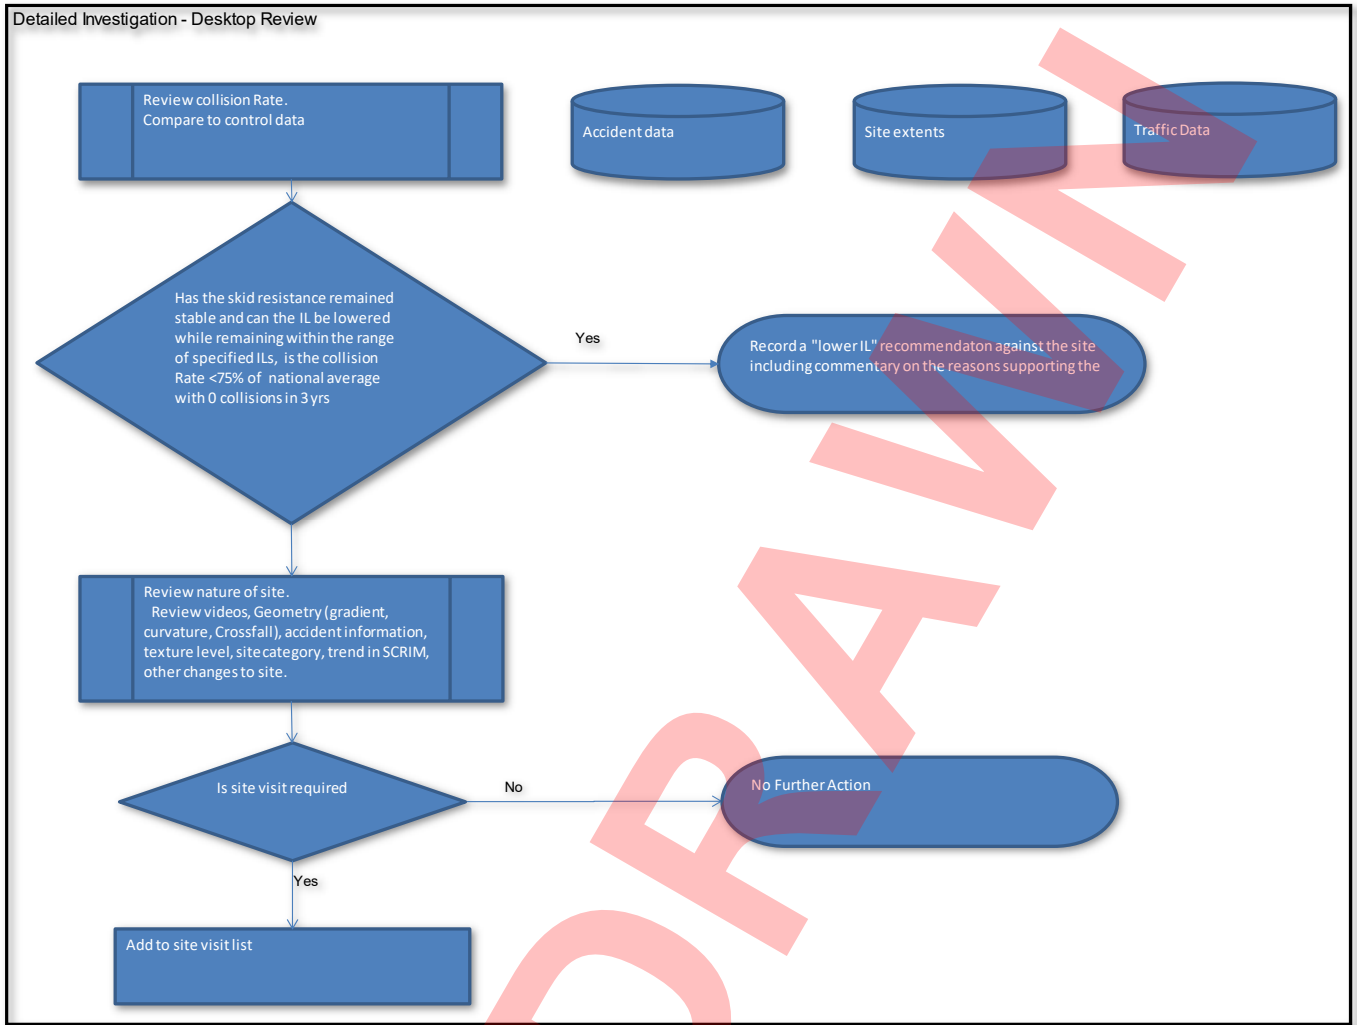 Detailed Investigation - Desktop Review
Review collision Rate.
Compare to control data
Accident data
Site extents
Traffic Data
Has the skid resistance remained
stable and can the IL be lowered
while remaining within the range
of specified ILs, is the collision
Rate <75% of national average
with 0 collisions in 3 yrs
Yes
Record a "lower IL" recommendaton against the site
including commentary on the reasons supporting the
Review nature of site.
Review videos, Geometry (gradient,
curvature, Crossfall), accident information,
texture level, site category, trend in SCRIM,
other changes to site.
Is site visit required
No
No Further Action
Yes
Add to site visit list